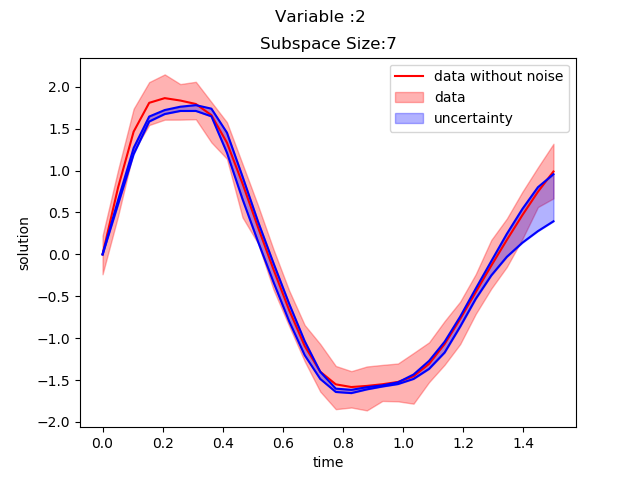 Variable :2
Subspace Size:7
data without noise
data
uncertainty
2.0
1.5
1.0
0.5
0.0
−0.5
−1.0
−1.5
−2.0
solution
0.0 0.2 0.4 0.6 0.8 1.0 1.2 1.4
time